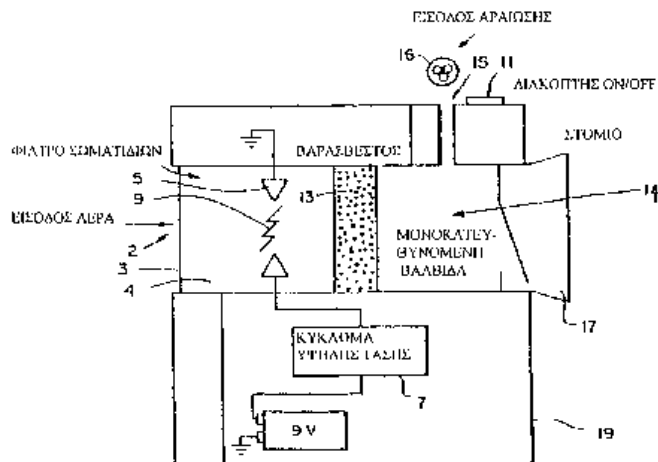 ΕΙΣΟΔΟΣ ΑΡΑΙΩΣΗΣ
16
15
11
ΔΙΑΚΟΠΤΗΣ ON/OFF
ΣΤΟΜΙΟ
ΦΙΛΤΡΟ ΣΩΜΑΤΙΔΙΩΝ
ΒΑΡΑΣΒΕΣΤΟΣ
5
13
14
9
ΕΙΣΟΔΟΣ ΑΕΡΑ
2
ΜΟΝΟΚΑΤΕΥ-
ΘΥΝΟΜΕΝΗ
ΒΑΛΒΙΔΑ
3
4
17
ΚΥΚΛΩΜΑ
ΥΨΗΛΗΣ ΤΑΣΗΣ
7
9 V
19